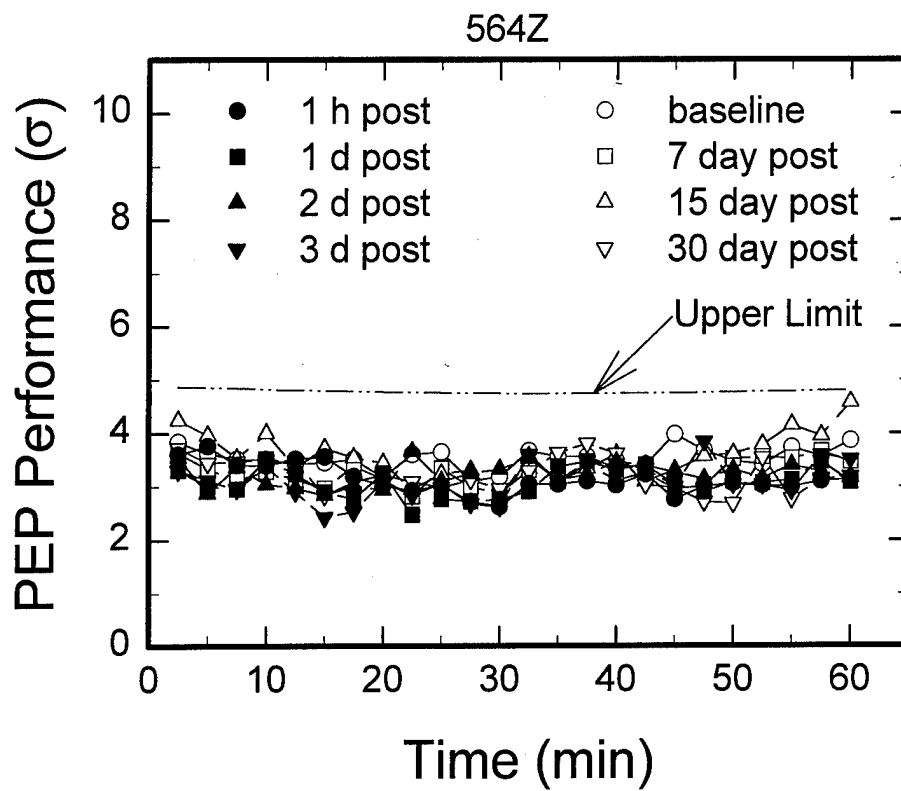 564Z
PEP Performance (σ)
10
8
6
4
2
0
1 h post
1 d post
2 d post
3 d post
baseline
7 day post
15 day post
30 day post
Upper Limit
0 10 20 30 40 50 60
Time (min)